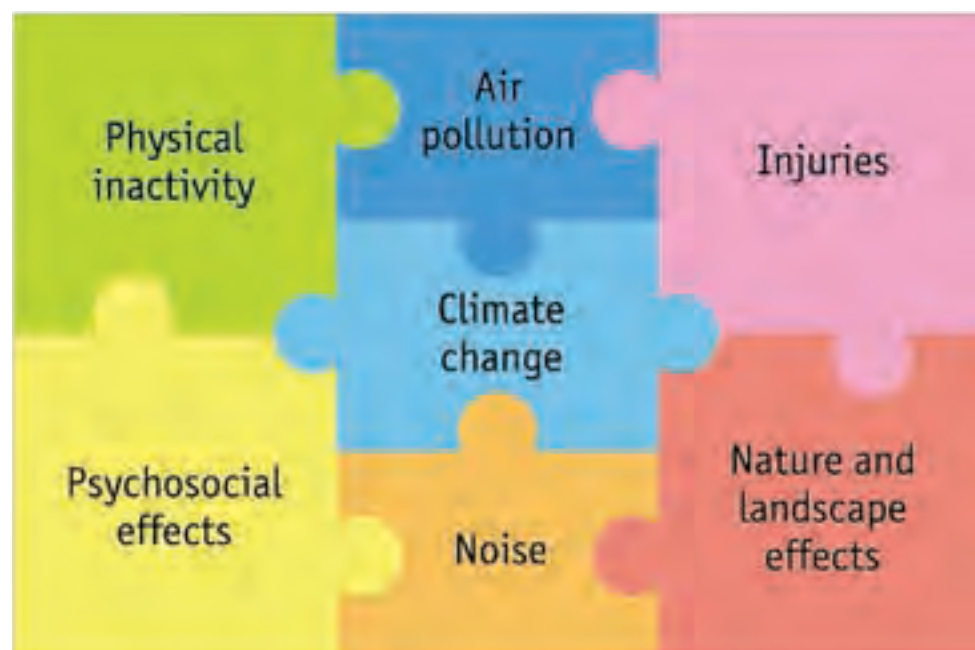 Physical
inactivity
Air
pollution
Injuries
Climate
change
Psychosocial
effects
Noise
Nature and
landscape
effects